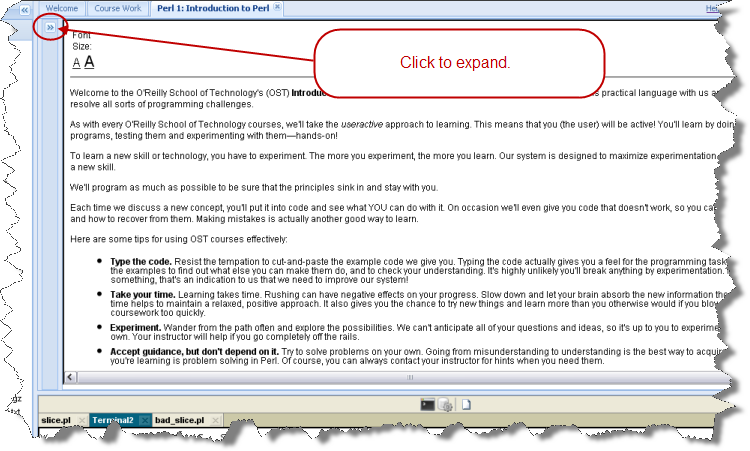 Welcome Course Work Perl 1: Introduction to Perl
Font
Size:
A A
Click to expand.
Welcome to the O'Reilly School of Technology's (OST) practical language with us
resolve all sorts of programming challenges.
As with every O'Reilly School of Technology courses, we'll take the useractive approach to learning. This means that you (the user) will be active! You'll learn by doin
programs, testing them and experimenting with them—hands-on!
To learn a new skill or technology, you have to experiment. The more you experiment, the more you learn. Our system is designed to maximize experimentation
a new skill.
We'll program as much as possible to be sure that the principles sink in and stay with you.
Each time we discuss a new concept, you'll put it into code and see what YOU can do with it. On occasion we'll even give you code that doesn't work, so you ca
and how to recover from them. Making mistakes is actually another good way to learn.
Here are some tips for using OST courses effectively:
Type the code. Resist the tempation to cut-and-paste the example code we give you. Typing the code actually gives you a feel for the programming task
the examples to find out what else you can make them do, and to check your understanding. It's highly unlikely you'll break anything by experimentation.
something, that's an indication to us that we need to improve our system!
Take your time. Learning takes time. Rushing can have negative effects on your progress. Slow down and let your brain absorb the new information
time helps to maintain a relaxed, positive approach. It also gives you the chance to try new things and learn more than you otherwise would if you blow
coursework too quickly.
Experiment. Wander from the path often and explore the possibilities. We can't anticipate all of your questions and ideas, so it's up to you to experime
own. Your instructor will help if you go completely off the rails.
Accept guidance, but don't depend on it. Try to solve problems on your own. Going from misunderstanding to understanding is the best way to acqui
you're learning is problem solving in Perl. Of course, you can always contact your instructor for hints when you need them.
slice.pl Terminal2 bad_slice.pl